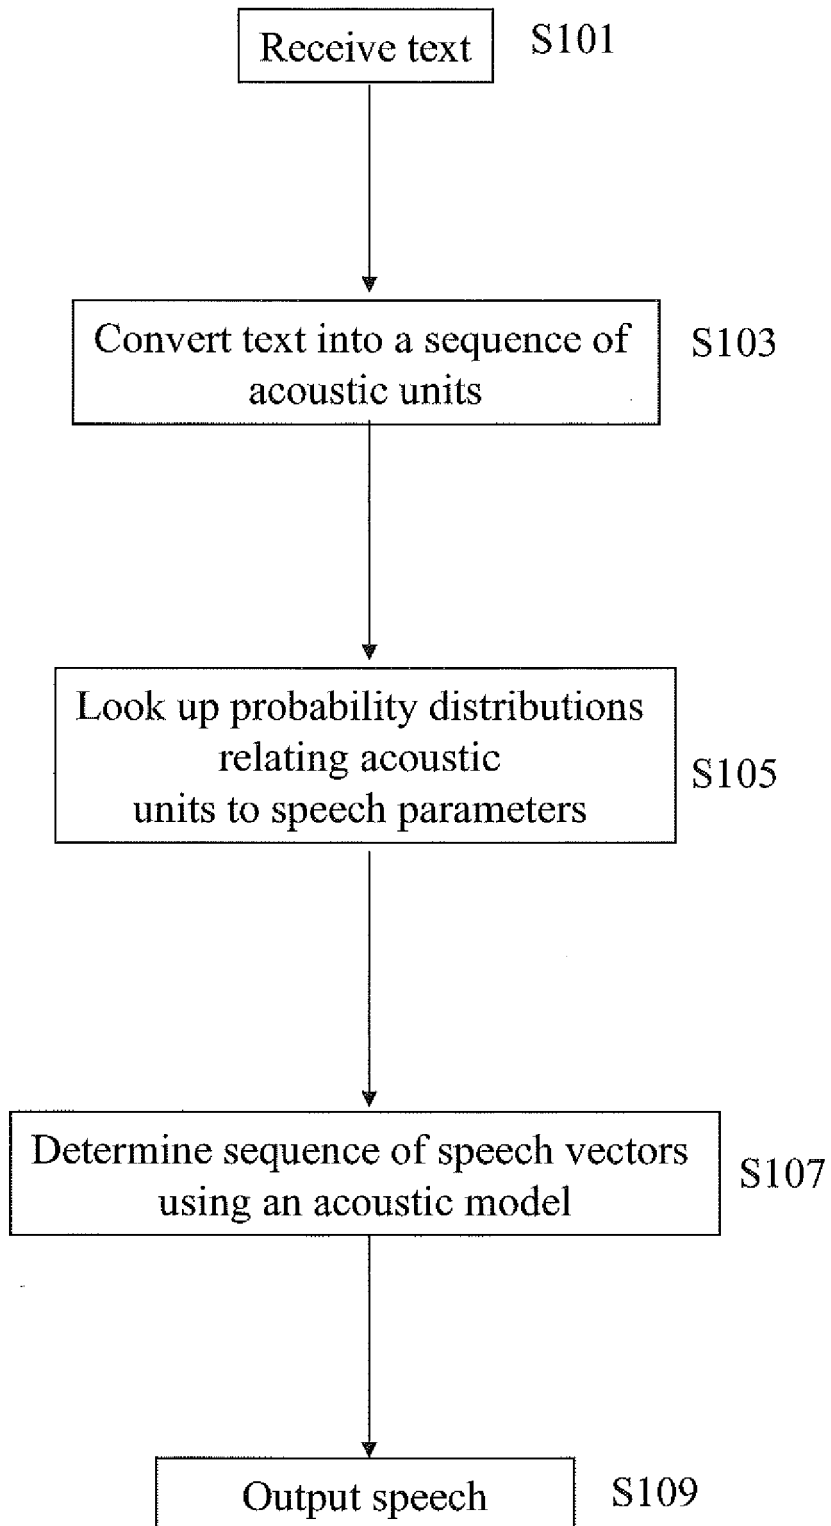 Receive text
S101
Convert text into a sequence of
acoustic units
S103
Look up probability distributions
relating acoustic
units to speech parameters
S105
Determine sequence of speech vectors
using an acoustic model
S107
Output speech
S109